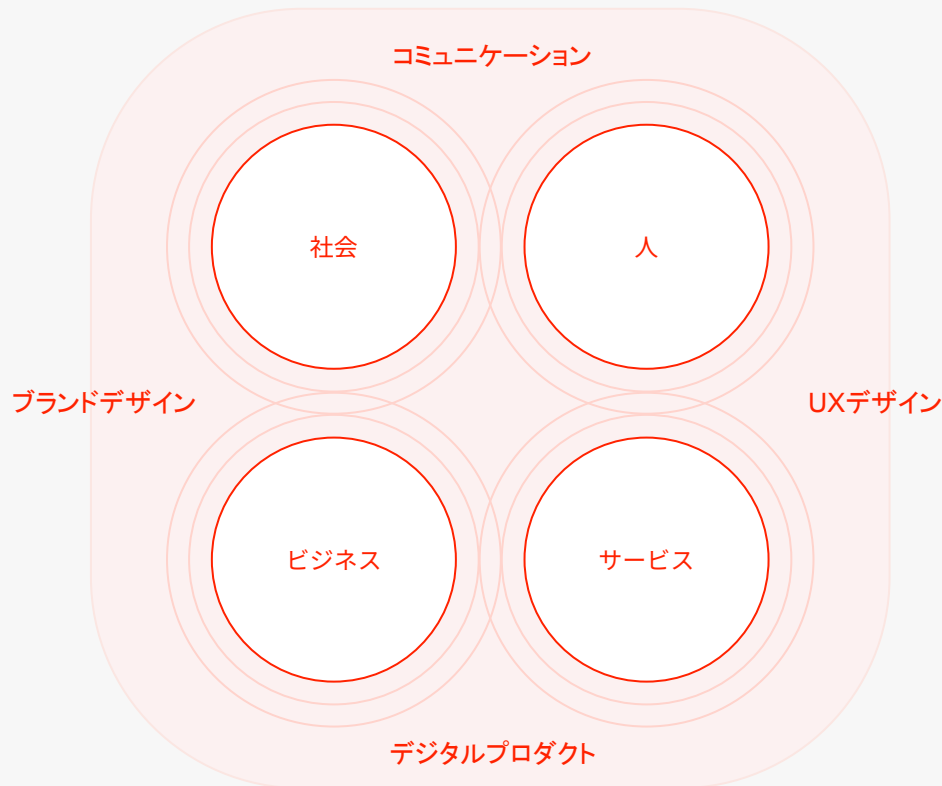 コミュニケーション
社会
人
ブランドデザイン
UXデザイン
ビジネス
サービス
デジタルプロダクト